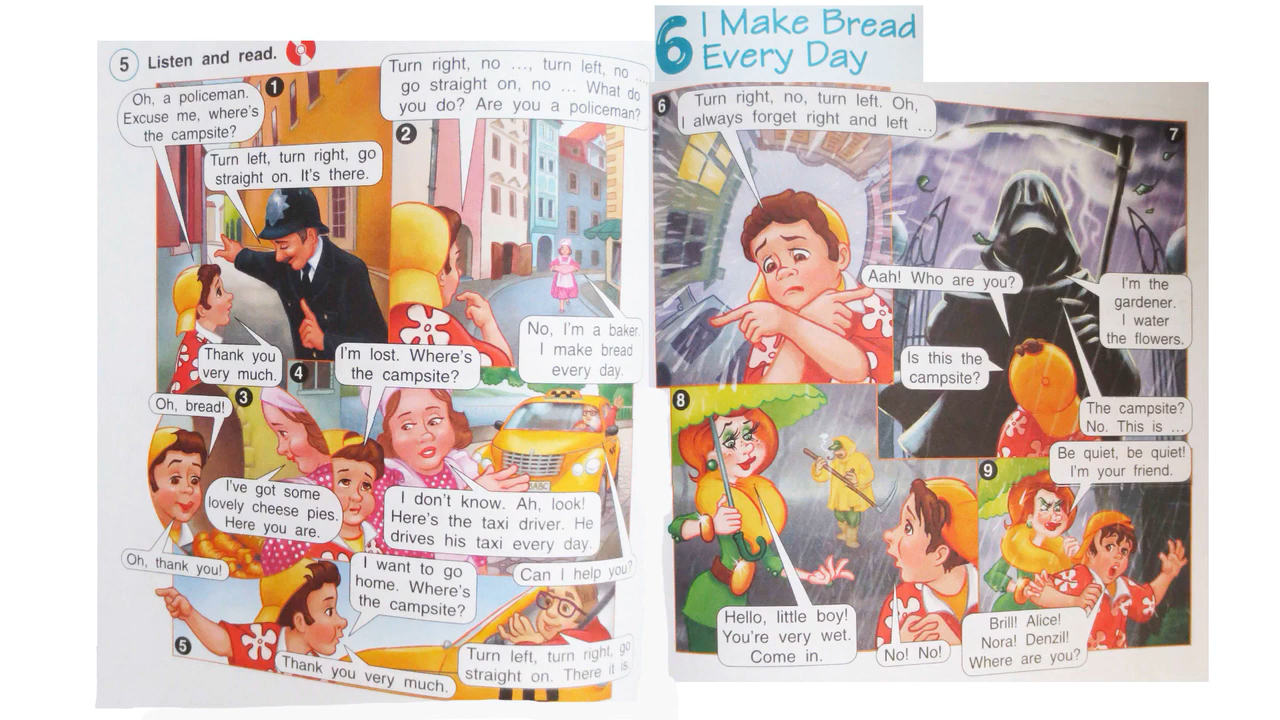 5 Listen and read.
6 I Make Bread
Every Day
1
Oh, a policeman.
Excuse me, where's
the campsite?
Turn left, turn right, go
straight on. It's there.
Thank you
very much.
2
Turn right, no ..., turn left, no ...
go straight on, no ... What do
you do? Are you a policeman?
No, I'm a baker.
I make bread
every day.
3
Oh, bread!
I've got some
lovely cheese pies.
Here you are.
Oh, thank you!
4
I'm lost. Where's
the campsite?
I don't know. Ah, look!
Here's the taxi driver. He
drives his taxi every day.
Can I help you?
5
I want to go
home. Where's
the campsite?
Turn left, turn right, go
straight on. There it is.
Thank you very much.
6
Turn right, no, turn left. Oh,
I always forget right and left ...
7
Aah! Who are you?
I'm the
gardener.
I water
the flowers.
Is this the
campsite?
The campsite?
No. This is ...
8
Hello, little boy!
You're very wet.
Come in.
No! No!
9
Be quiet, be quiet!
I'm your friend.
Brill! Alice!
Nora! Denzil!
Where are you?